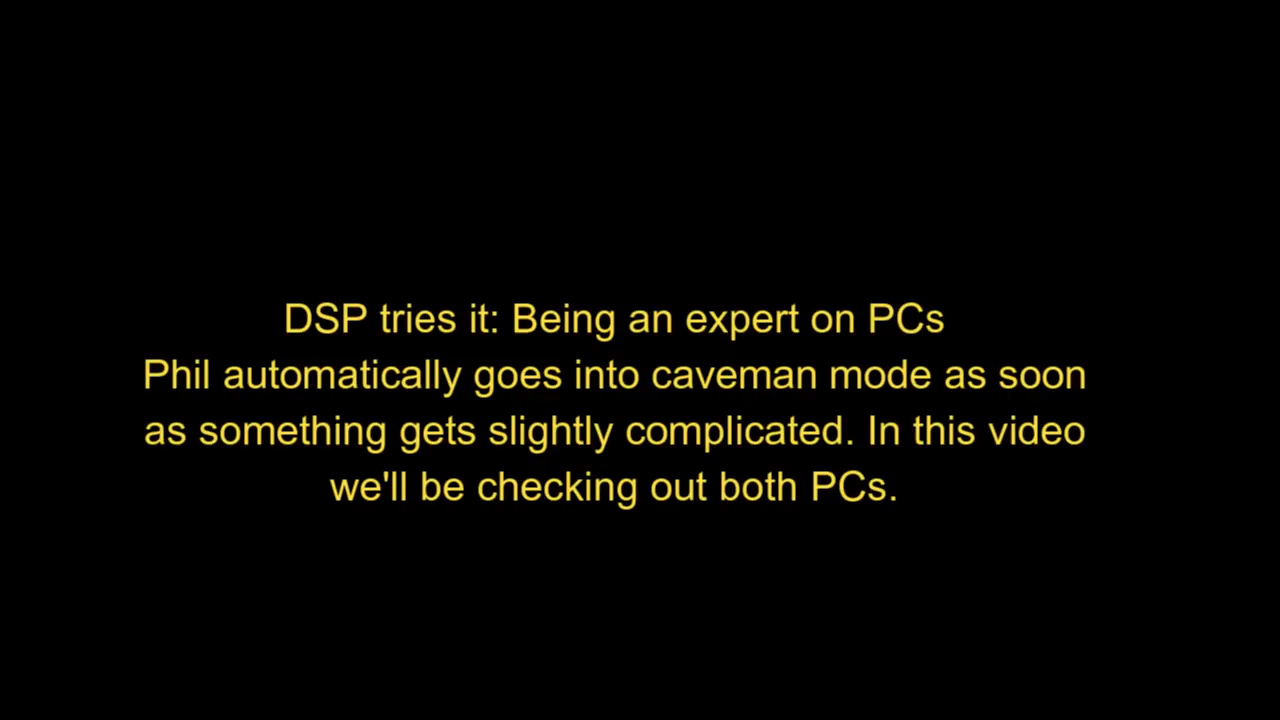 DSP tries it: Being an expert on PCs
Phil automatically goes into caveman mode as soon
as something gets slightly complicated. In this video
we'll be checking out both PCs.